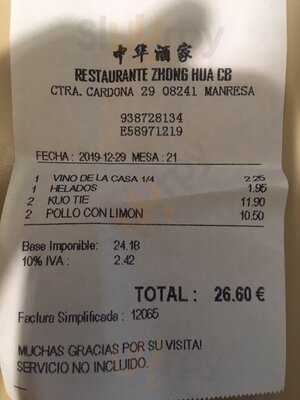 中华酒家
RESTAURANTE ZHONG HUA CB
CTRA. CARDONA 29 08241 MANRESA
938728134
E58971219
FECHA : 2019-12-29 MESA : 21
1 VINO DE LA CASA 1/4 2.25
1 HELADOS 1.95
2 KUO TIE 11.90
2 POLLO CON LIMON 10.50
Base Imponible: 24.18
10% IVA : 2.42
TOTAL : 26.60 €
Factura Simplificada : 12065
MUCHAS GRACIAS POR SU VISITA!
SERVICIO NO INCLUIDO.